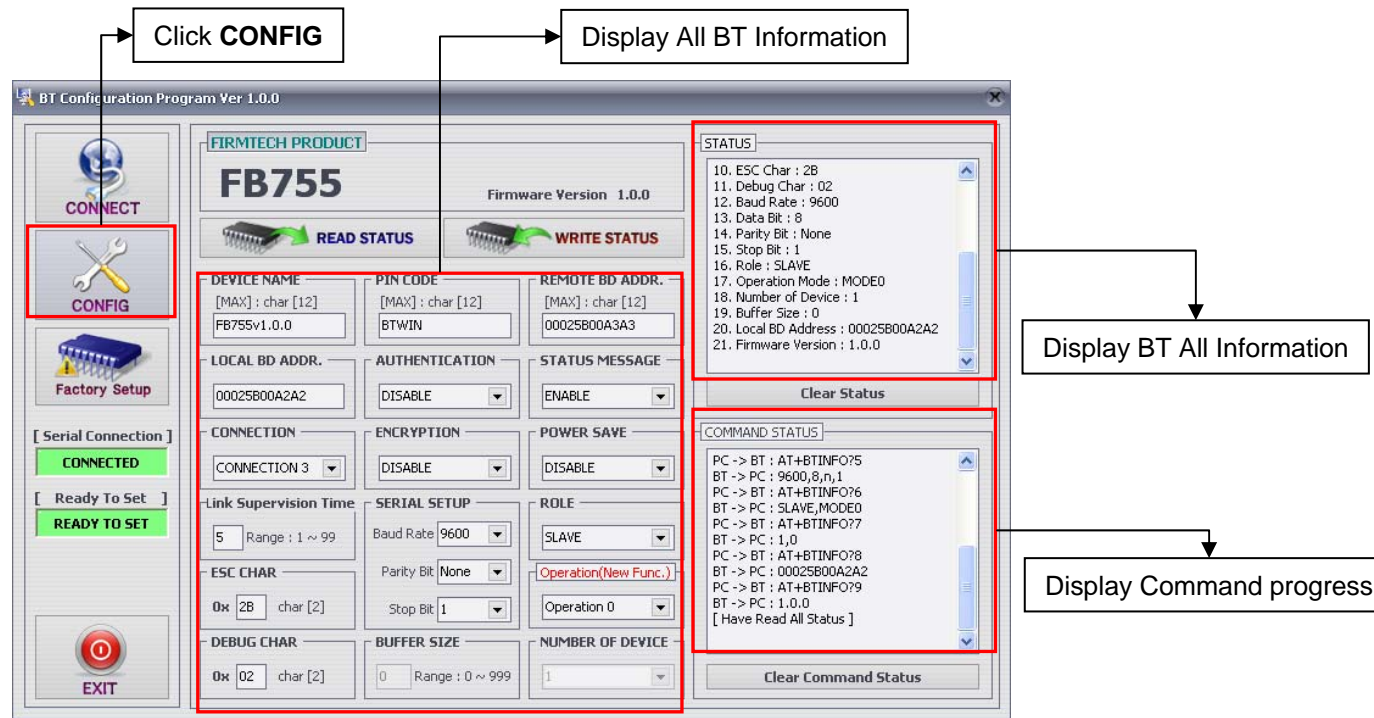 Click CONFIG
Display All BT Information
BT Configuration Program Ver 1.0.0
CONNECT
CONFIG
Factory Setup
[ Serial Connection ]
CONNECTED
[ Ready To Set ]
READY TO SET
EXIT
FIRMTECH PRODUCT
FB755
Firmware Version 1.0.0
READ STATUS
WRITE STATUS
DEVICE NAME
[MAX] : char [12]
FB755v1.0.0
PIN CODE
[MAX] : char [12]
BTWIN
REMOTE BD ADDR.
[MAX] : char [12]
00025B00A3A3
LOCAL BD ADDR.
00025B00A2A2
AUTHENTICATION
DISABLE
STATUS MESSAGE
ENABLE
CONNECTION
CONNECTION 3
ENCRYPTION
DISABLE
POWER SAVE
DISABLE
Link Supervision Time
5 Range : 1 ~ 99
SERIAL SETUP
Baud Rate 9600
Parity Bit None
Stop Bit 1
ROLE
SLAVE
ESC CHAR
0x 2B char [2]
Operation(New Func.)
Operation 0
DEBUG CHAR
0x 02 char [2]
BUFFER SIZE
0 Range : 0 ~ 999
NUMBER OF DEVICE
1
STATUS
10. ESC Char : 2B
11. Debug Char : 02
12. Baud Rate : 9600
13. Data Bit : 8
14. Parity Bit : None
15. Stop Bit : 1
16. Role : SLAVE
17. Operation Mode : MODE0
18. Number of Device : 1
19. Buffer Size : 0
20. Local BD Address : 00025B00A2A2
21. Firmware Version : 1.0.0
Clear Status
COMMAND STATUS
PC -> BT : AT+BTINFO?5
BT -> PC : 9600,8,n,1
PC -> BT : AT+BTINFO?6
BT -> PC : SLAVE,MODE0
PC -> BT : AT+BTINFO?7
BT -> PC : 1,0
PC -> BT : AT+BTINFO?8
BT -> PC : 00025B00A2A2
PC -> BT : AT+BTINFO?9
BT -> PC : 1.0.0
[ Have Read All Status ]
Clear Command Status
Display BT All Information
Display Command progress